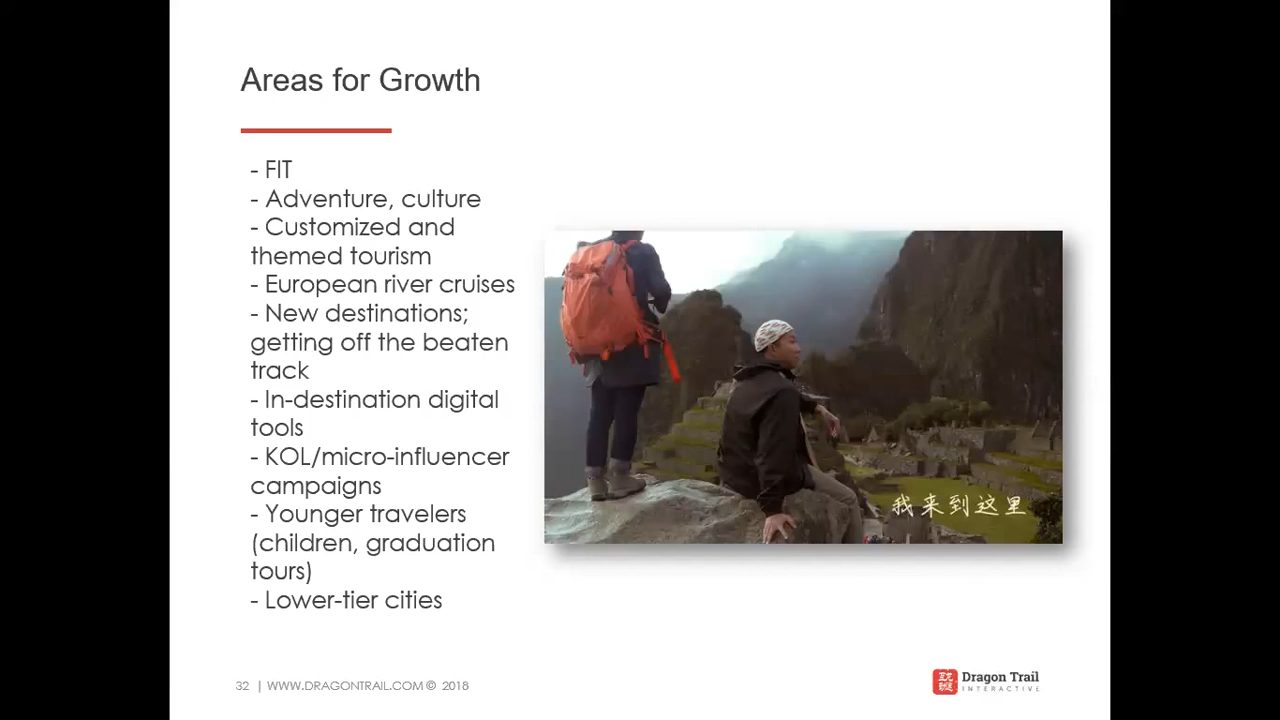 Areas for Growth
- FIT
- Adventure, culture
- Customized and
themed tourism
- European river cruises
- New destinations;
getting off the beaten
track
- In-destination digital
tools
- KOL/micro-influencer
campaigns
- Younger travelers
(children, graduation
tours)
- Lower-tier cities
我来到这里
32 | WWW.DRAGONTRAIL.COM © 2018
Dragon Trail
INTERACTIVE